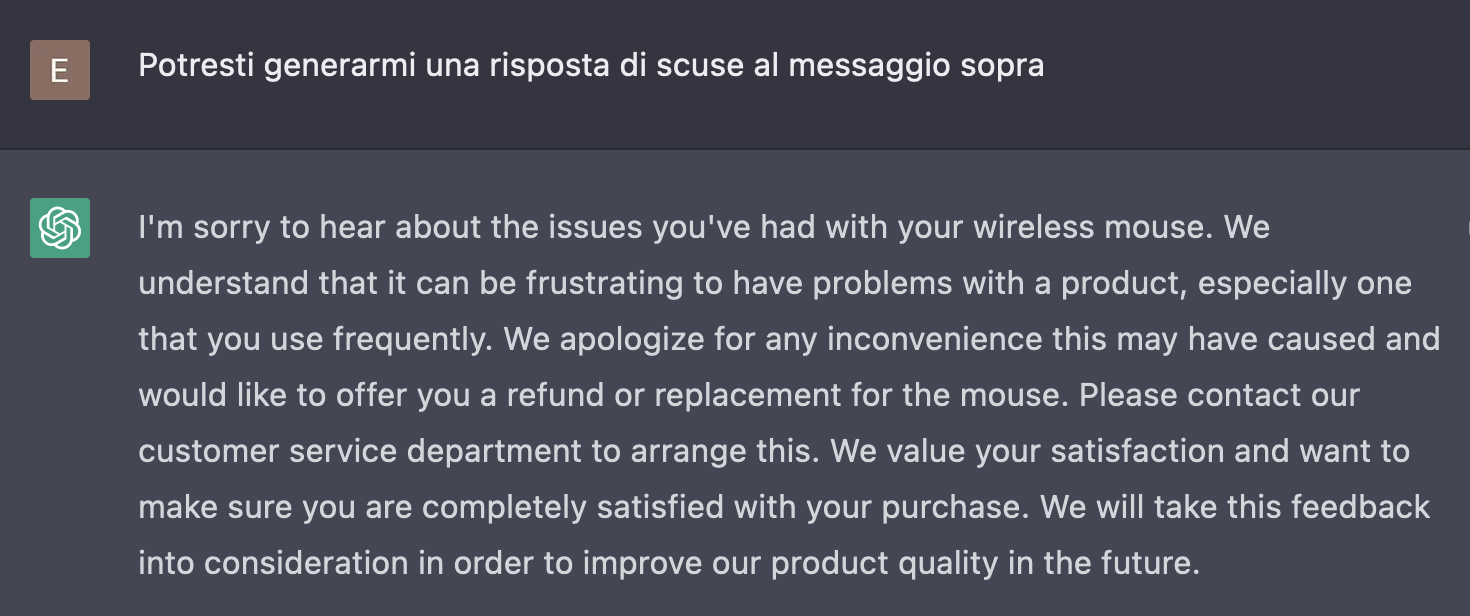 E
Potresti generarmi una risposta di scuse al messaggio sopra
I'm sorry to hear about the issues you've had with your wireless mouse. We
understand that it can be frustrating to have problems with a product, especially one
that you use frequently. We apologize for any inconvenience this may have caused and
would like to offer you a refund or replacement for the mouse. Please contact our
customer service department to arrange this. We value your satisfaction and want to
make sure you are completely satisfied with your purchase. We will take this feedback
into consideration in order to improve our product quality in the future.